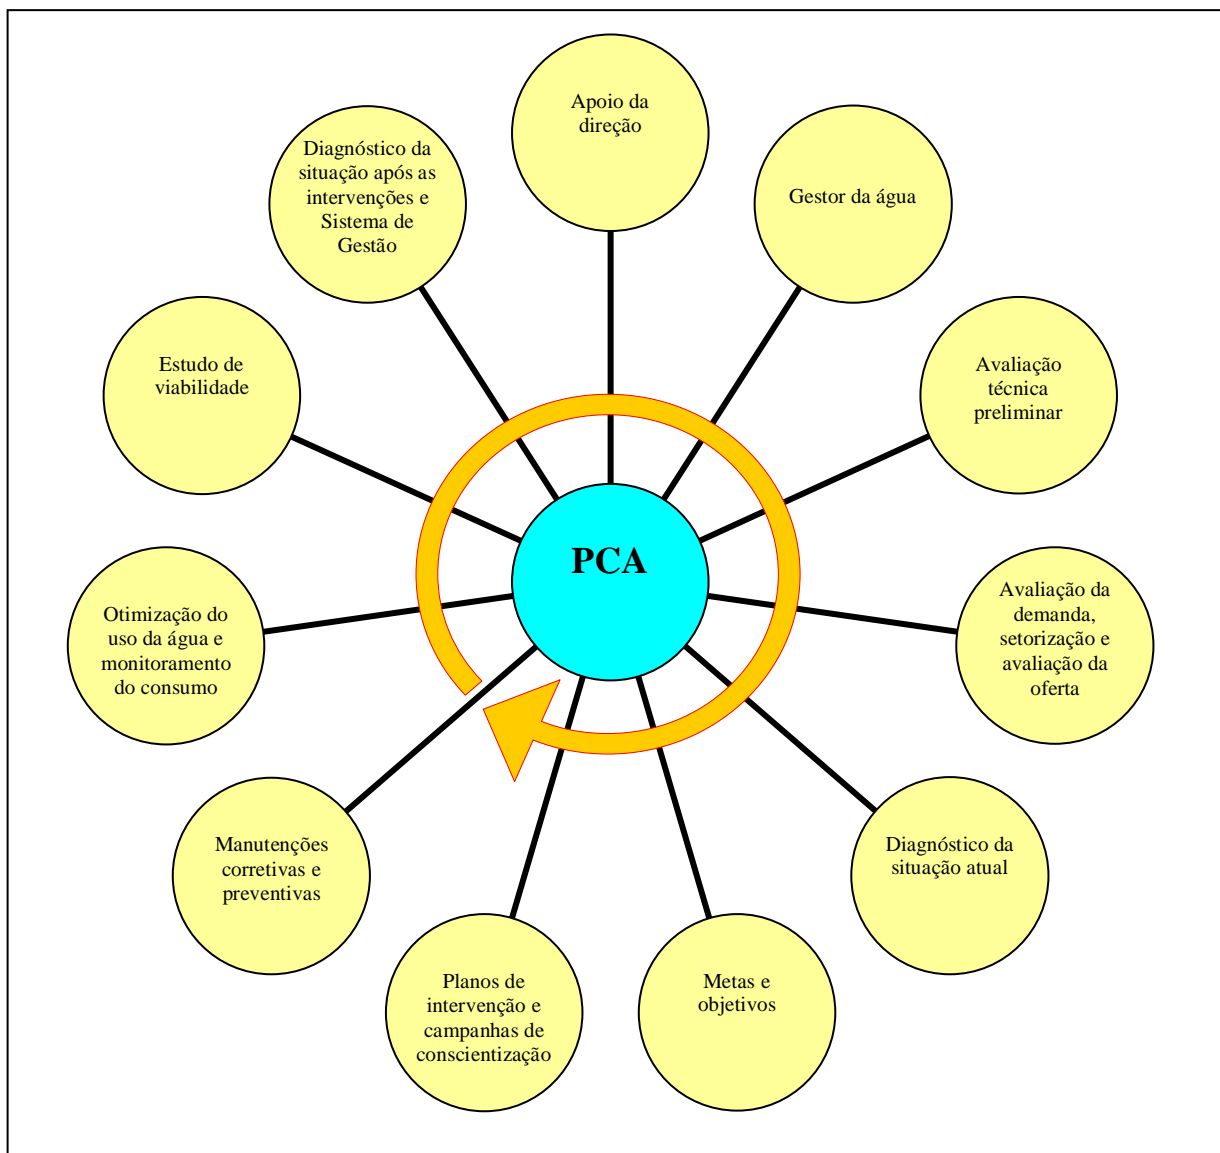 Apoio da
direção
Gestor da água
Avaliação
técnica
preliminar
Avaliação da
demanda,
setorização e
avaliação da
oferta
Diagnóstico da
situação atual
Metas e
objetivos
Planos de
intervenção e
campanhas de
conscientização
Manutenções
corretivas e
preventivas
Otimização do
uso da água e
monitoramento
do consumo
Estudo de
viabilidade
Diagnóstico da
situação após as
intervenções e
Sistema de
Gestão
PCA